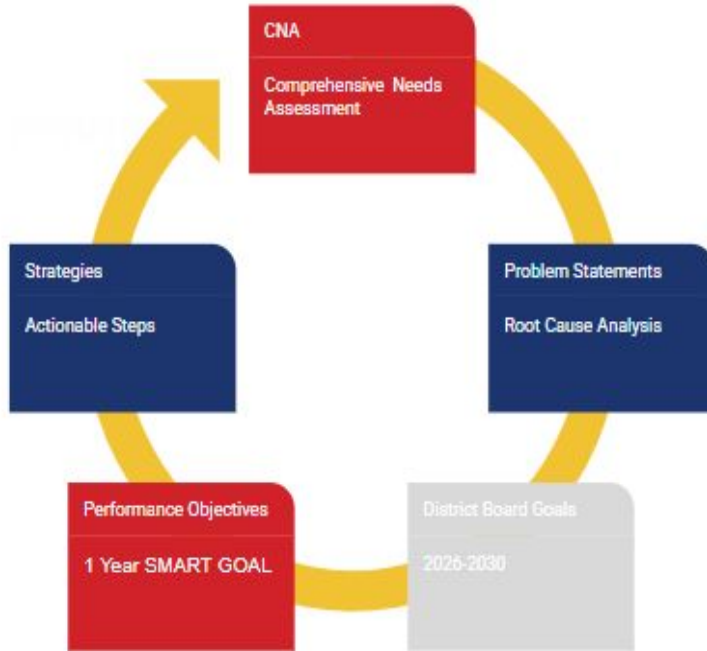 CNA
Comprehensive Needs
Assessment
Strategies
Actionable Steps
Problem Statements
Root Cause Analysis
Performance Objectives
1 Year SMART GOAL
District Board Goals
2026-2030